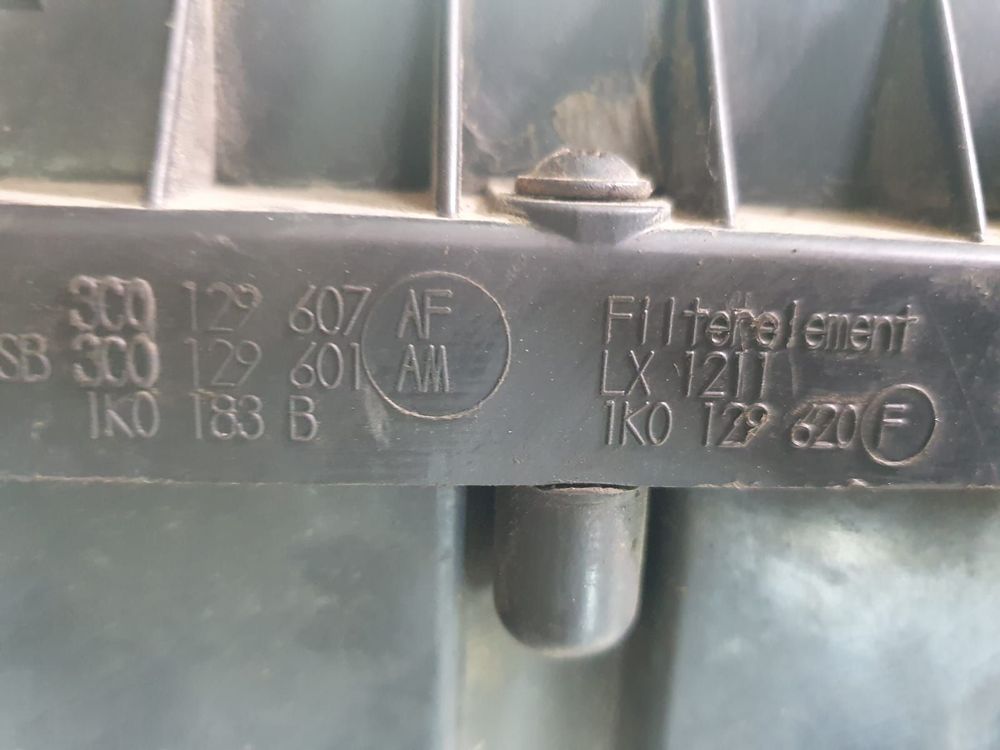 3C0 129 607 AF
SB 3C0 129 601 AM
1K0 183 B
Filterelement
LX 1211
1K0 129 620 F